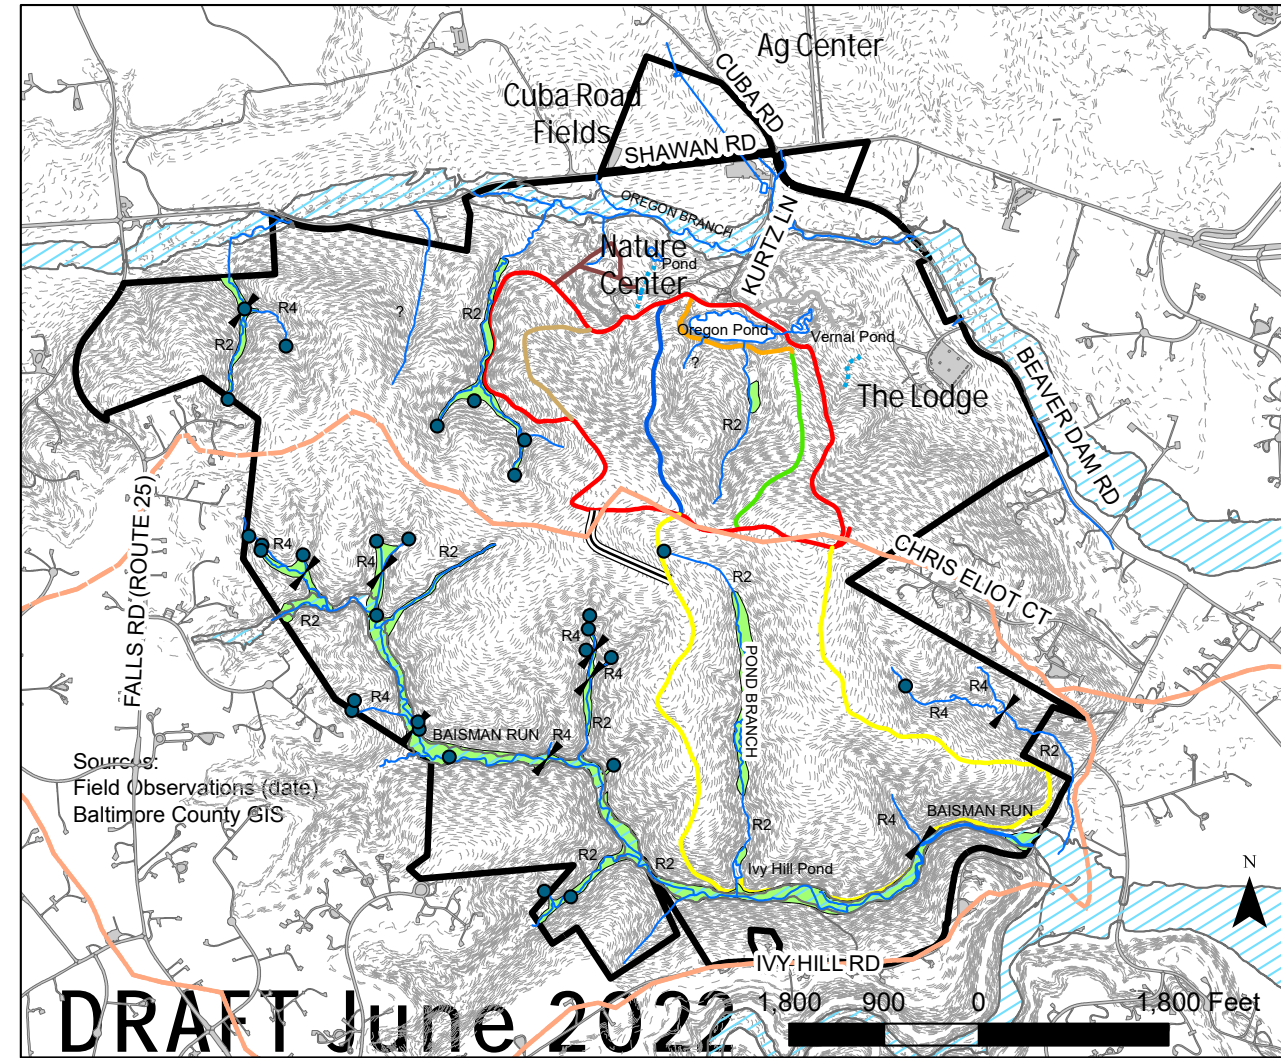 Ag Center
CUBA RD
Cuba Road
Fields
SHAWAN RD
OREGON BRANCH
KURTZ LN
Nature
Center
Pond
R4
R2
?
R2
Oregon Pond
Vernal Pond
?
The Lodge
R2
BEAVER DAM RD
FALLS RD (ROUTE 25)
R4
R4
R2
R2
CHRIS ELIOT CT
R2
R4
R4
R2
POND BRANCH
R4
R4
R2
R4
BAISMAN RUN
R4
Sources:
Field Observations (date)
Baltimore County GIS
R2
R4
BAISMAN RUN
R2
R2
Ivy Hill Pond
IVY HILL RD
N
DRAFT June 2022
1,800 900 0 1,800 Feet